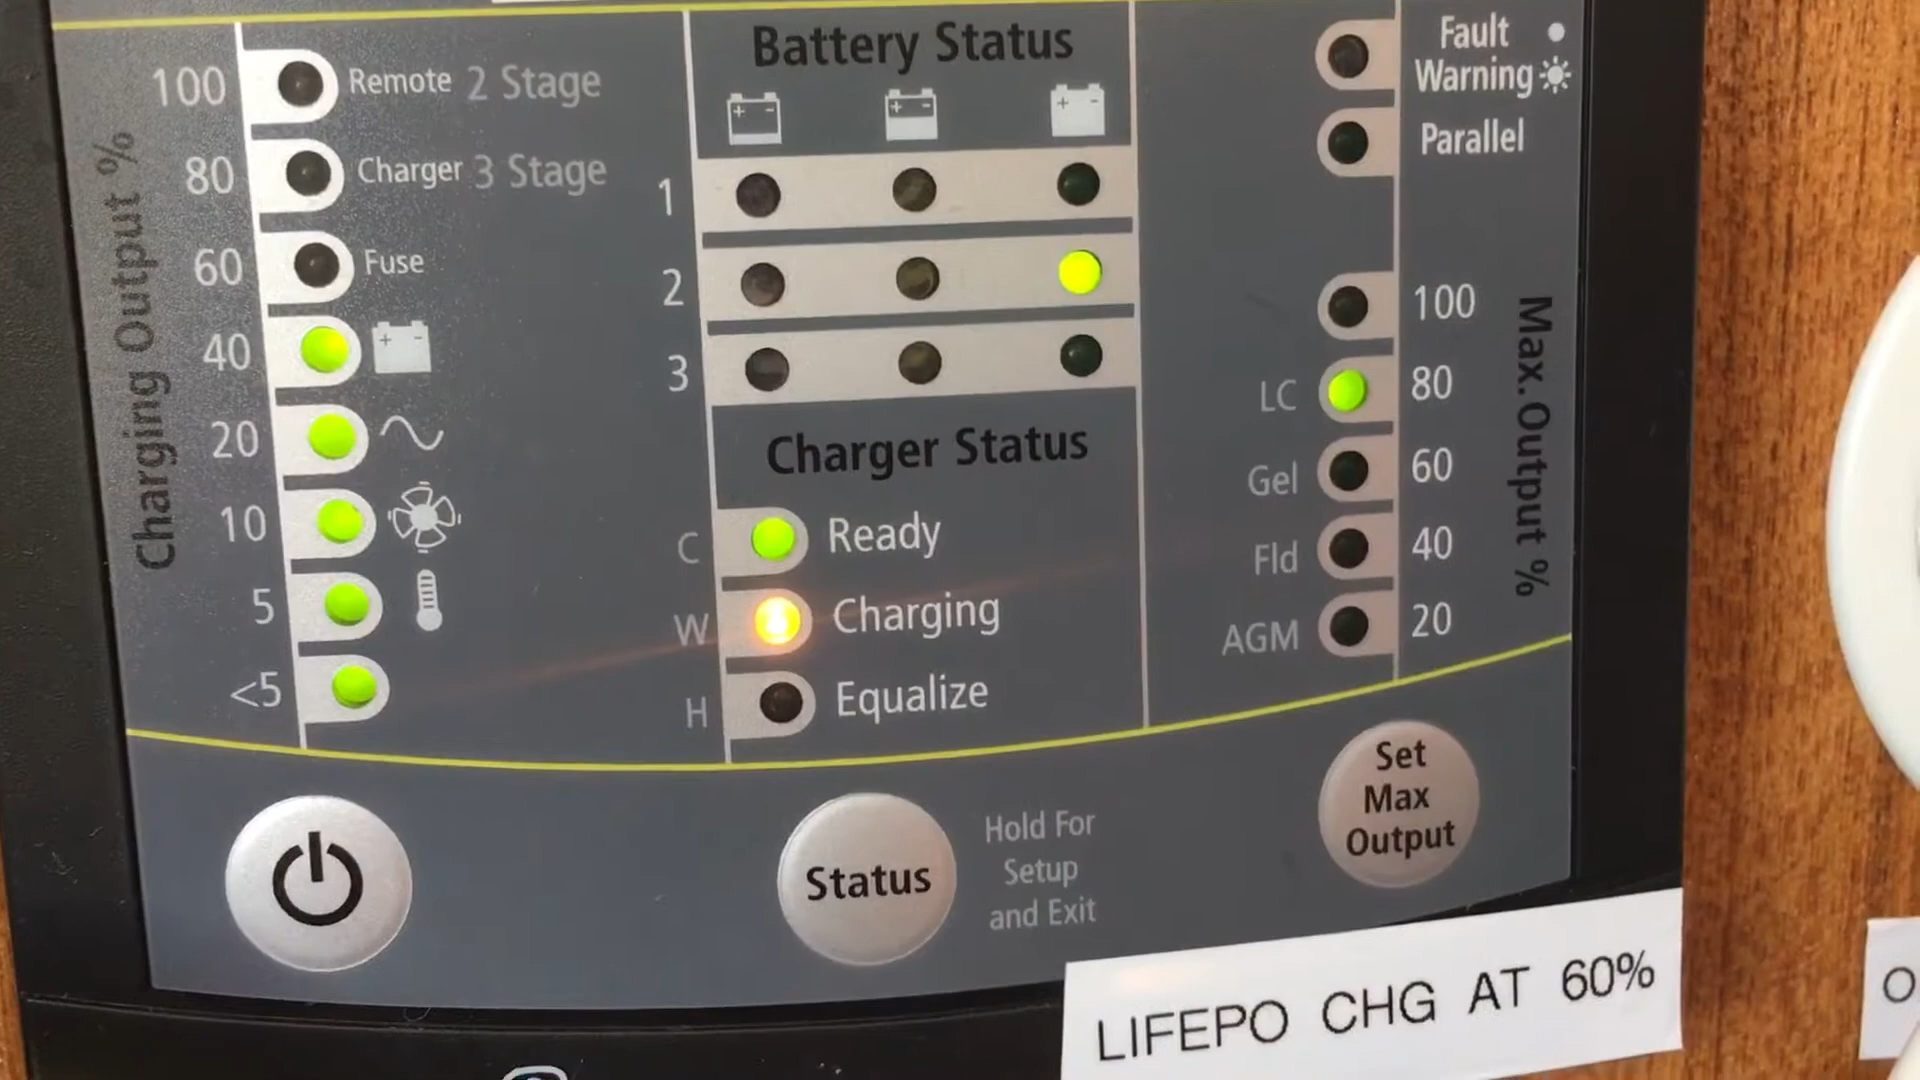 Charging Output %
100 Remote 2 Stage
80 Charger 3 Stage
60 Fuse
40
20
10
5
<5
Battery Status
+ -
+ -
+ -
1
2
3
Charger Status
C Ready
W Charging
H Equalize
Fault
Warning
Parallel
100
LC 80
Gel 60
Fld 40
AGM 20
Max. Output %
Status
Hold For
Setup
and Exit
Set
Max
Output
LIFEPO CHG AT 60%